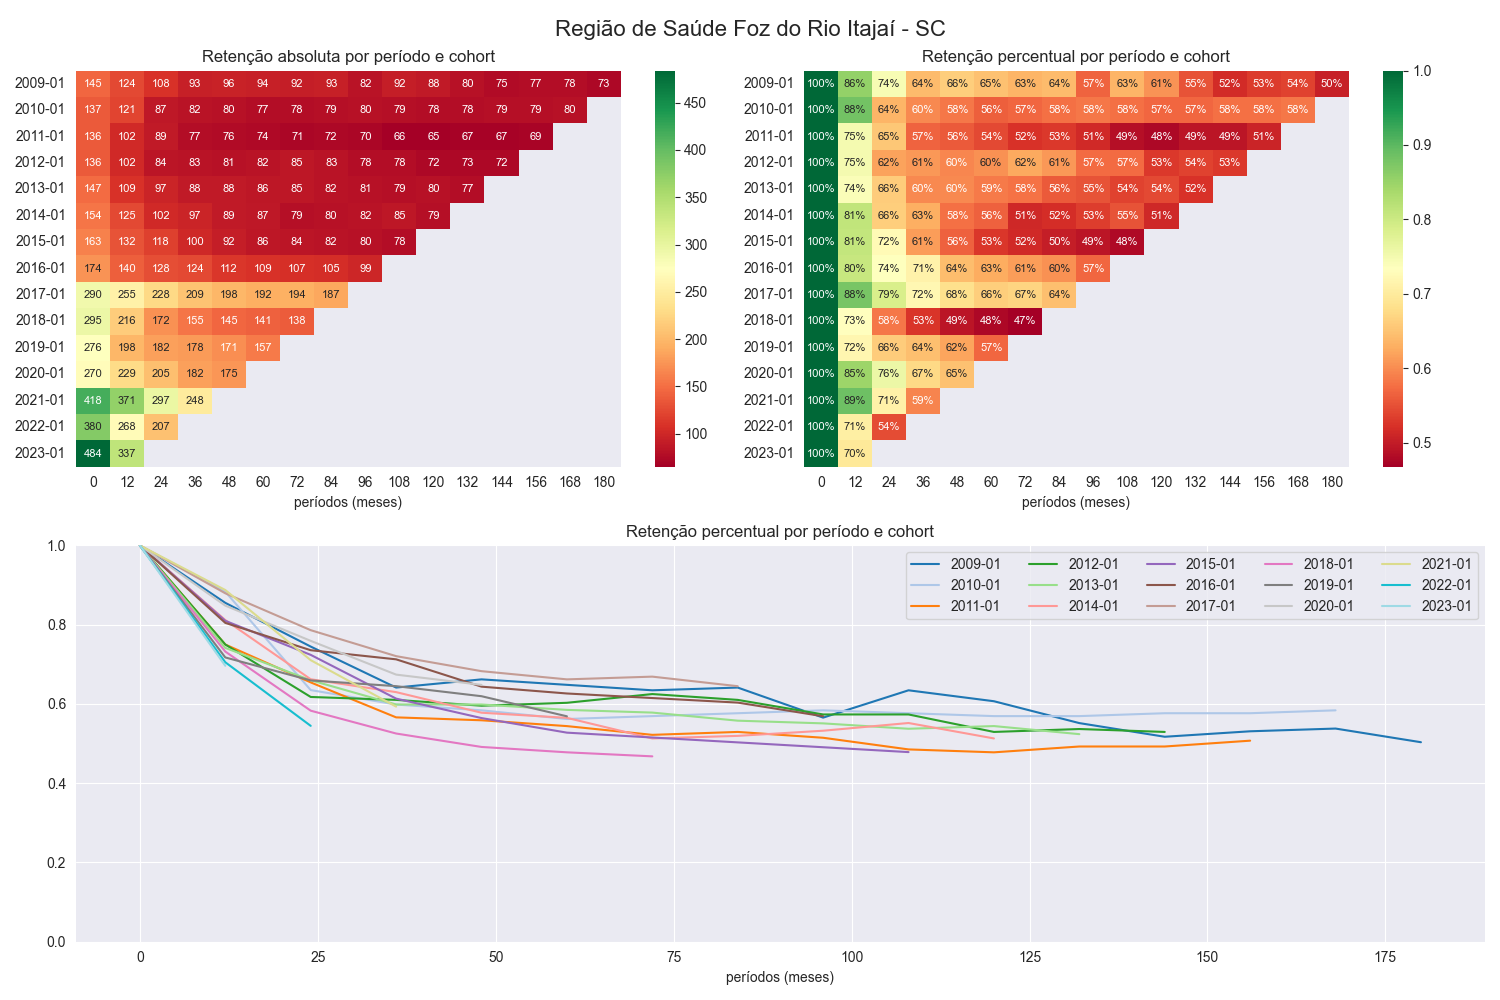 Região de Saúde Foz do Rio Itajaí - SC
Retenção absoluta por período e cohort
2009-01 145 124 108 93 96 94 92 93 82 92 88 80 75 77 78 73
2010-01 137 121 87 82 80 77 78 79 80 79 78 78 79 79 80
2011-01 136 102 89 77 76 74 71 72 70 66 65 67 67 69
2012-01 136 102 84 83 81 82 85 83 78 78 72 73 72
2013-01 147 109 97 88 88 86 85 82 81 79 80 77
2014-01 154 125 102 97 89 87 79 80 82 85 79
2015-01 163 132 118 100 92 86 84 82 80 78
2016-01 174 140 128 124 112 109 107 105 99
2017-01 290 255 228 209 198 192 194 187
2018-01 295 216 172 155 145 141 138
2019-01 276 198 182 178 171 157
2020-01 270 229 205 182 175
2021-01 418 371 297 248
2022-01 380 268 207
2023-01 484 337
0 12 24 36 48 60 72 84 96 108 120 132 144 156 168 180
períodos (meses)
450
400
350
300
250
200
150
100
Retenção percentual por período e cohort
2009-01 100% 86% 74% 64% 66% 65% 63% 64% 57% 63% 61% 55% 52% 53% 54% 50%
2010-01 100% 88% 64% 60% 58% 56% 57% 58% 58% 58% 57% 57% 58% 58% 58%
2011-01 100% 75% 65% 57% 56% 54% 52% 53% 51% 49% 48% 49% 49% 51%
2012-01 100% 75% 62% 61% 60% 60% 62% 61% 57% 57% 53% 54% 53%
2013-01 100% 74% 66% 60% 60% 59% 58% 56% 55% 54% 54% 52%
2014-01 100% 81% 66% 63% 58% 56% 51% 52% 53% 55% 51%
2015-01 100% 81% 72% 61% 56% 53% 52% 50% 49% 48%
2016-01 100% 80% 74% 71% 64% 63% 61% 60% 57%
2017-01 100% 88% 79% 72% 68% 66% 67% 64%
2018-01 100% 73% 58% 53% 49% 48% 47%
2019-01 100% 72% 66% 64% 62% 57%
2020-01 100% 85% 76% 67% 65%
2021-01 100% 89% 71% 59%
2022-01 100% 71% 54%
2023-01 100% 70%
0 12 24 36 48 60 72 84 96 108 120 132 144 156 168 180
períodos (meses)
1.0
0.9
0.8
0.7
0.6
0.5
Retenção percentual por período e cohort
1.0
0.8
0.6
0.4
0.2
0.0
2009-01 2012-01 2015-01 2018-01 2021-01
2010-01 2013-01 2016-01 2019-01 2022-01
2011-01 2014-01 2017-01 2020-01 2023-01
0 25 50 75 100 125 150 175
períodos (meses)